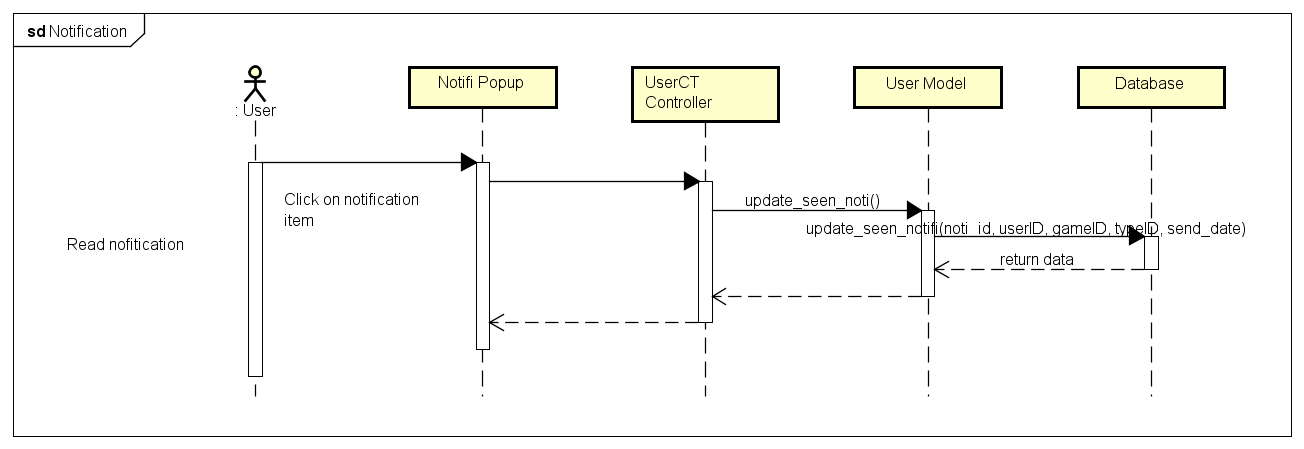 sd Notification
: User
Notifi Popup
UserCT
Controller
User Model
Database
Click on notification
item
update_seen_noti()
update_seen_notifi(noti_id, userID, gameID, typeID, send_date)
Read nofitication
return data